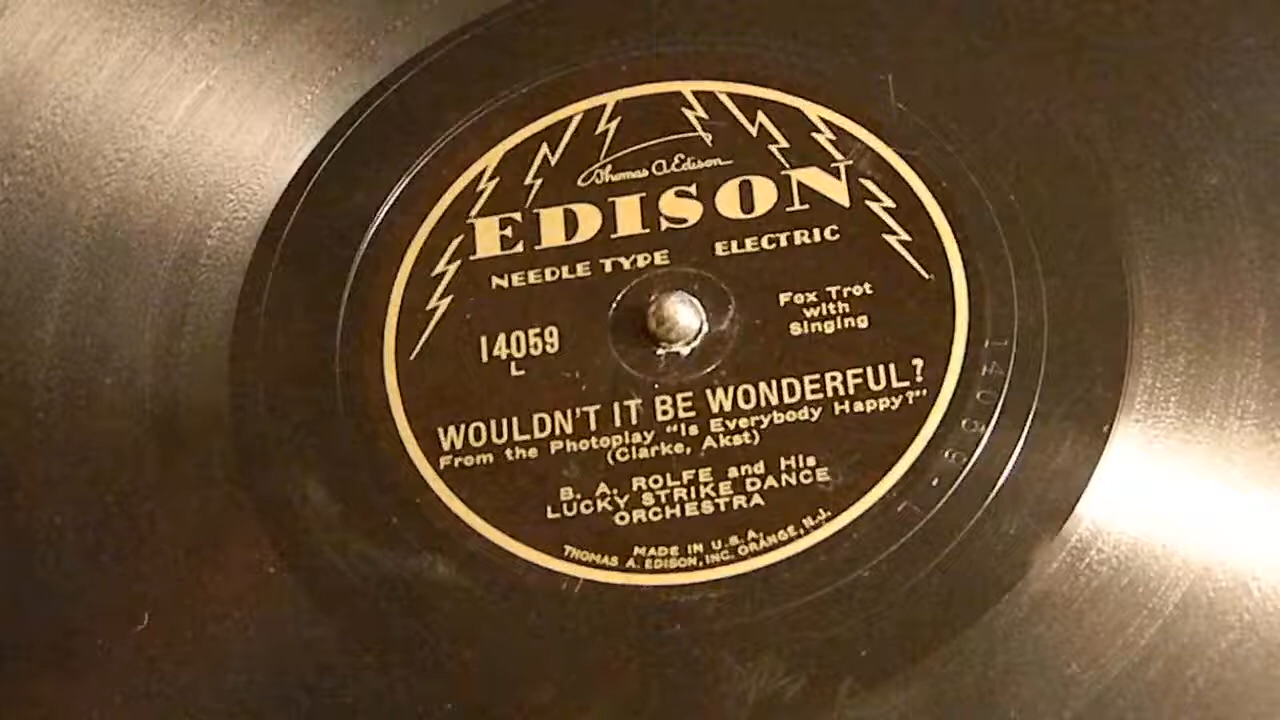 Thomas A. Edison
EDISON
NEEDLE TYPE ELECTRIC
Fox Trot
with
Singing
14059
L
WOULDN'T IT BE WONDERFUL?
From the Photoplay "Is Everybody Happy?"
(Clarke, Akst)
B. A. ROLFE and His
LUCKY STRIKE DANCE
ORCHESTRA
MADE IN U.S.A.
THOMAS A. EDISON, INC. ORANGE, N.J.